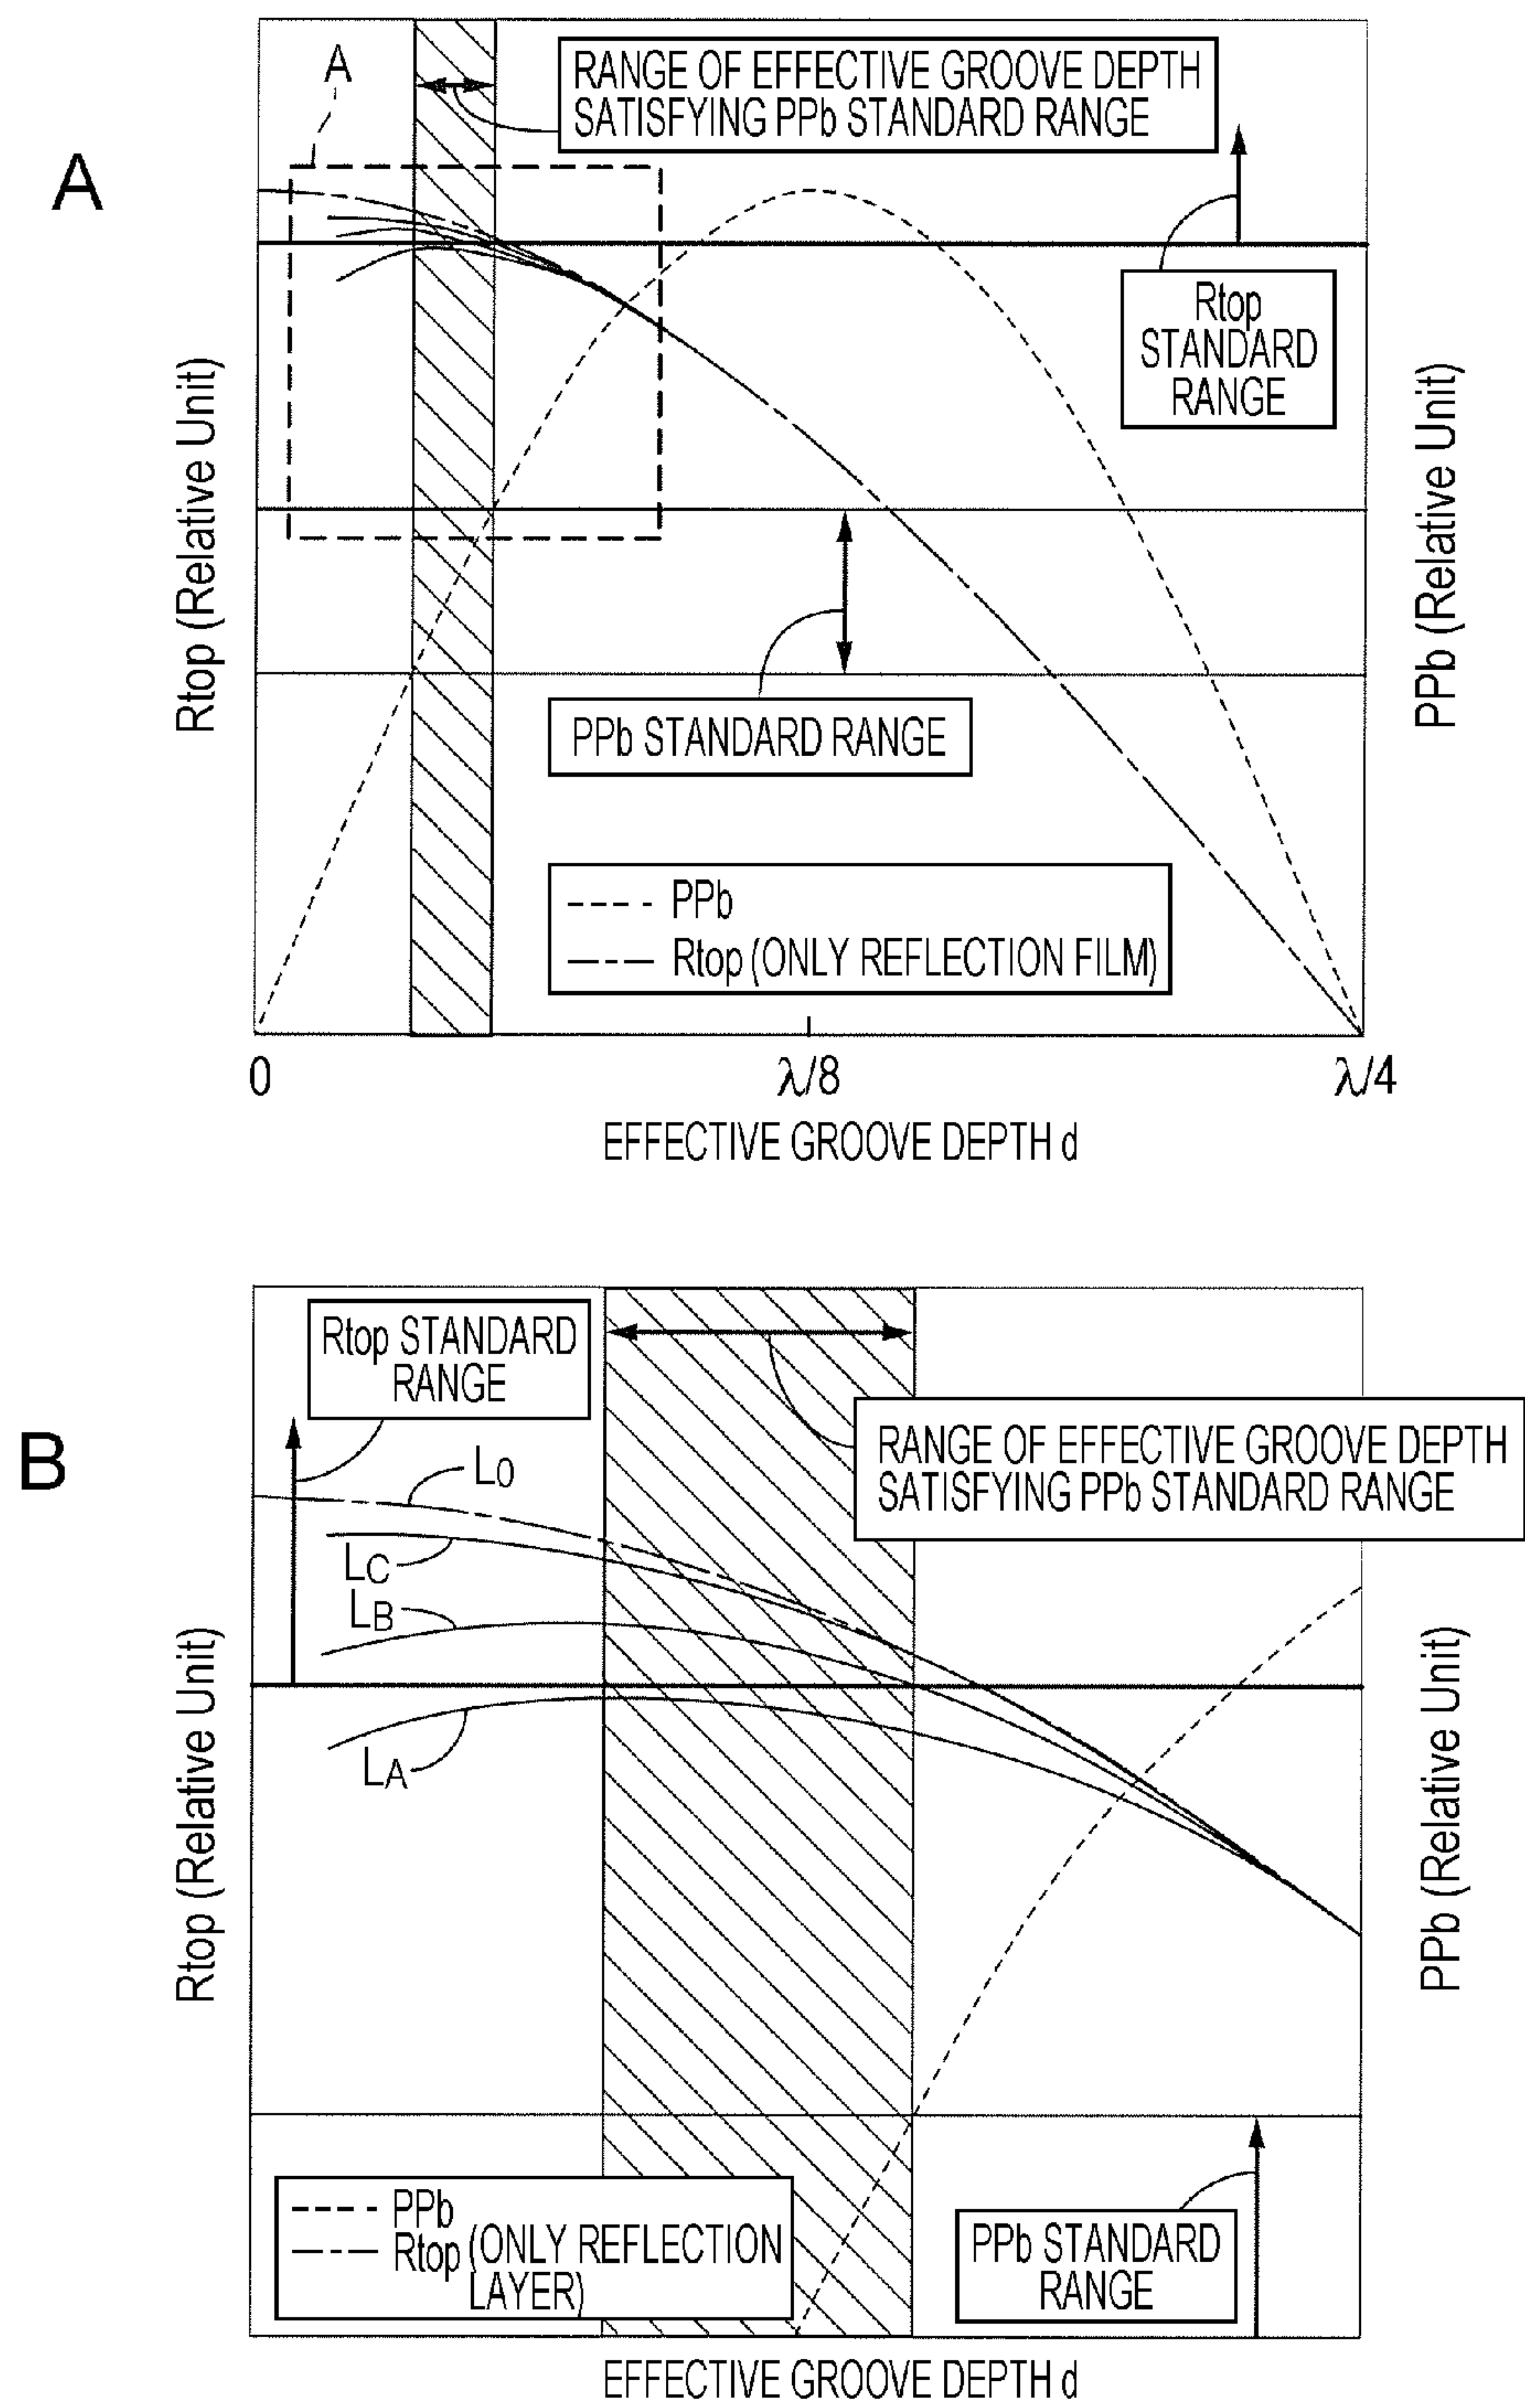 A
A
RANGE OF EFFECTIVE GROOVE DEPTH
SATISFYING PPb STANDARD RANGE
Rtop
STANDARD
RANGE
Rtop (Relative Unit)
PPb (Relative Unit)
PPb STANDARD RANGE
PPb
Rtop (ONLY REFLECTION FILM)
0
λ/8
λ/4
EFFECTIVE GROOVE DEPTH d
B
Rtop STANDARD
RANGE
RANGE OF EFFECTIVE GROOVE DEPTH
SATISFYING PPb STANDARD RANGE
L0
LC
LB
LA
Rtop (Relative Unit)
PPb (Relative Unit)
PPb
Rtop (ONLY REFLECTION
LAYER)
PPb STANDARD
RANGE
EFFECTIVE GROOVE DEPTH d